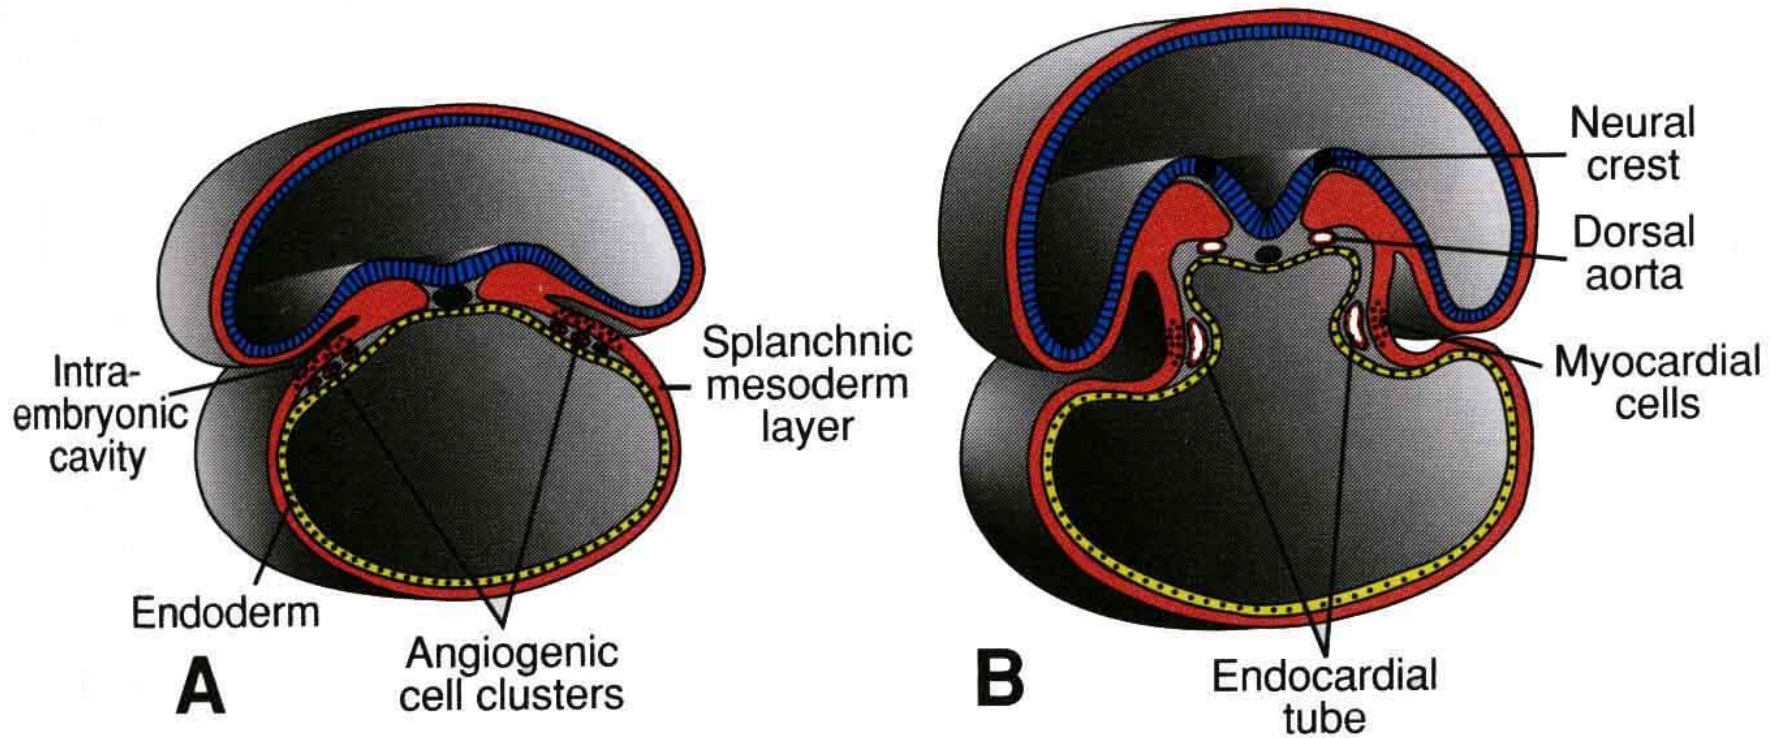 Intra-
embryonic
cavity
Endoderm
A
Angiogenic
cell clusters
Splanchnic
mesoderm
layer
Neural
crest
Dorsal
aorta
Myocardial
cells
B
Endocardial
tube